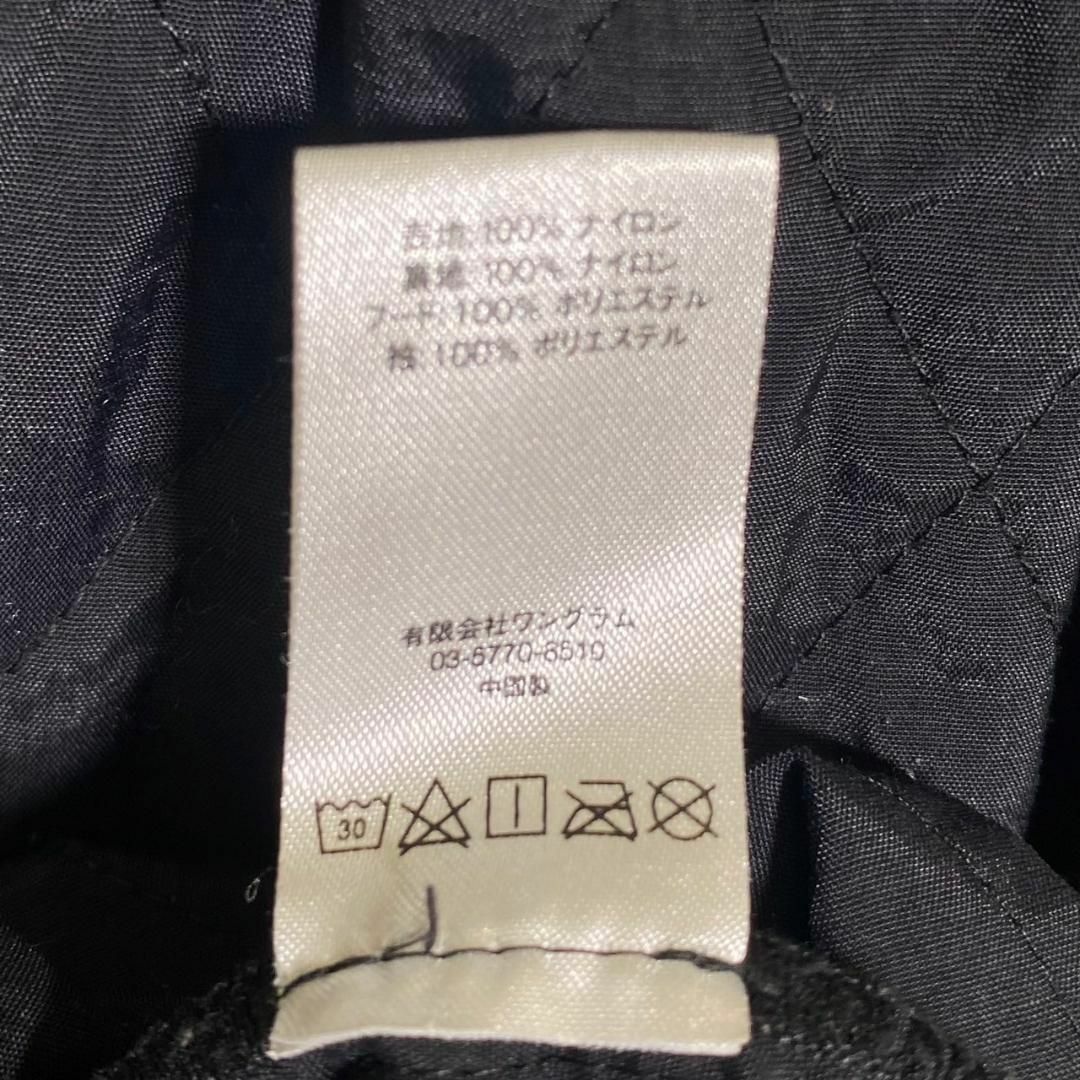 表地: 100% ナイロン
裏地: 100% ナイロン
フード: 100% ポリエステル
袖: 100% ポリエステル
有限会社ワングラム
03-5770-6510
中国製
30